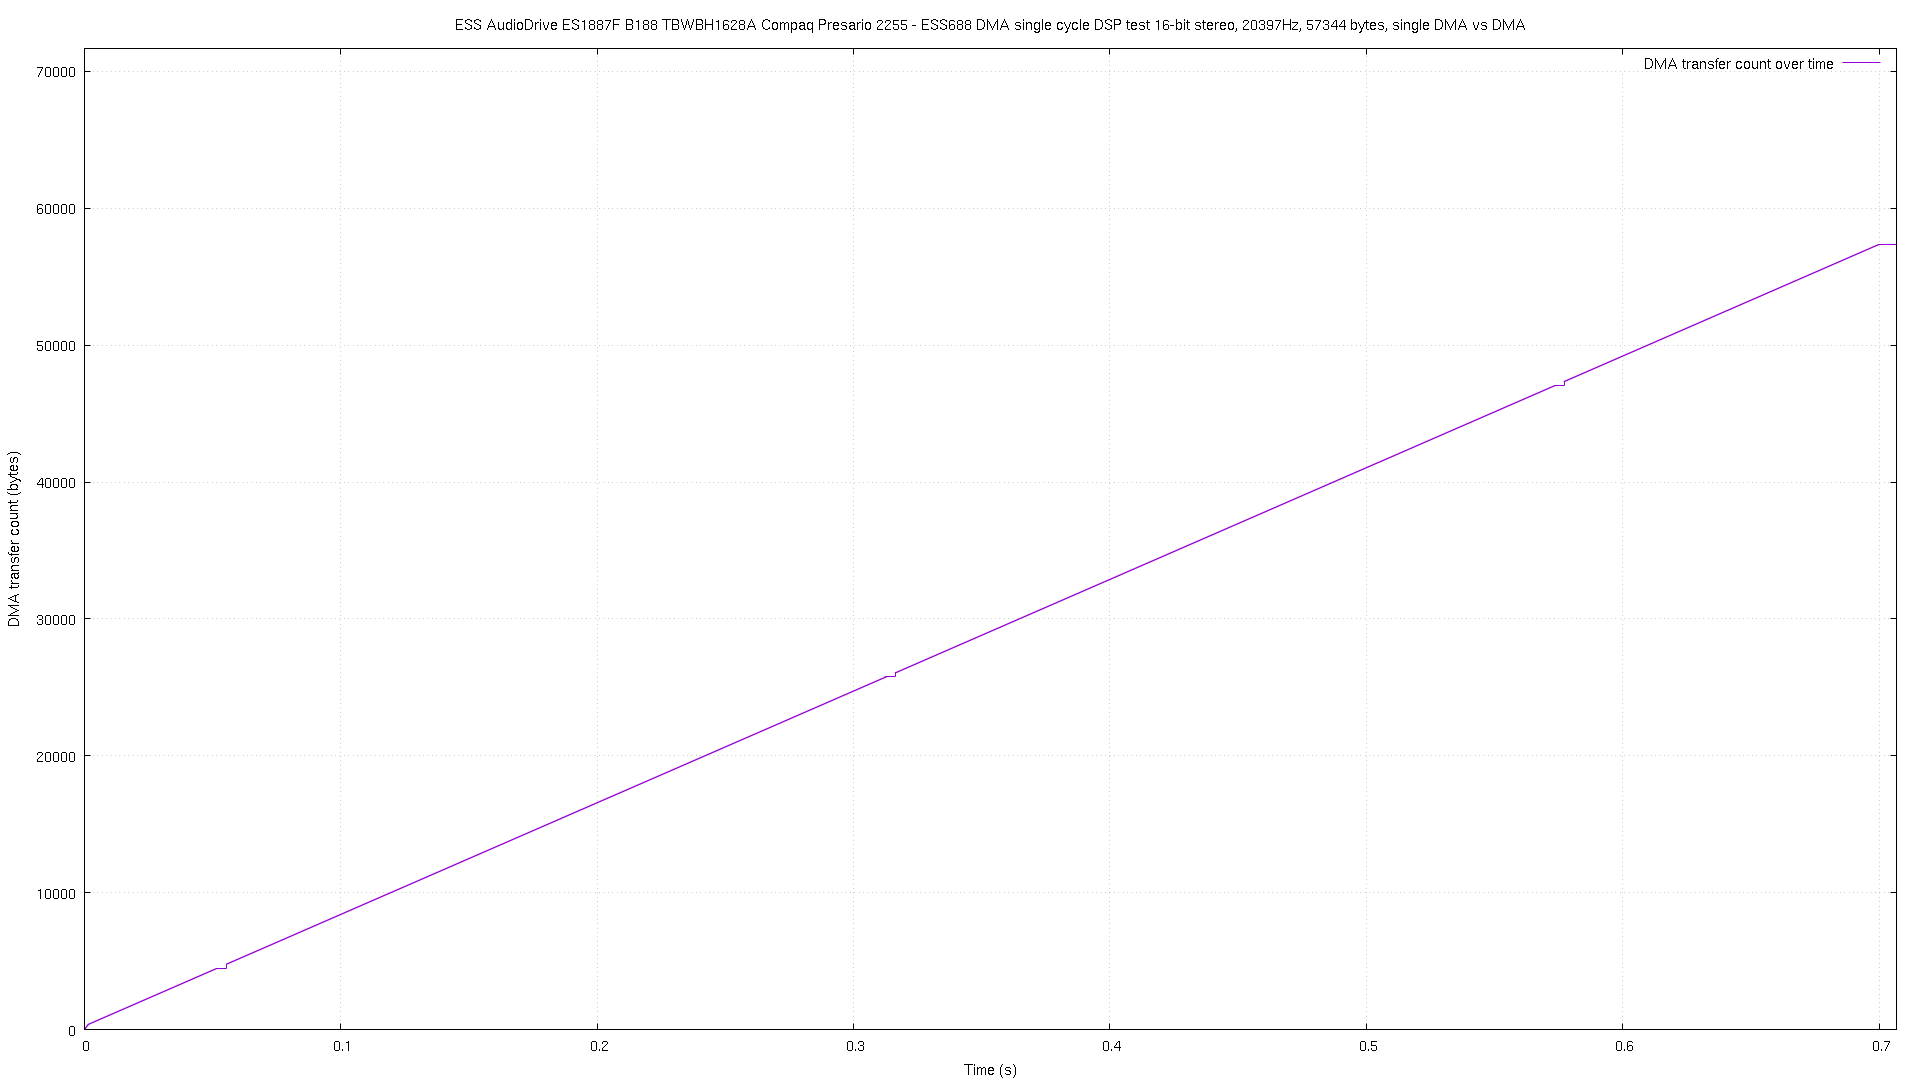 ESS AudioDrive ES1887F B188 TBWBH1628A Compaq Presario 2255 - ESS688 DMA single cycle DSP test 16-bit stereo, 20397Hz, 57344 bytes, single DMA vs DMA
DMA transfer count over time
70000
60000
50000
40000
30000
20000
10000
0
DMA transfer count (bytes)
0 0.1 0.2 0.3 0.4 0.5 0.6 0.7
Time (s)